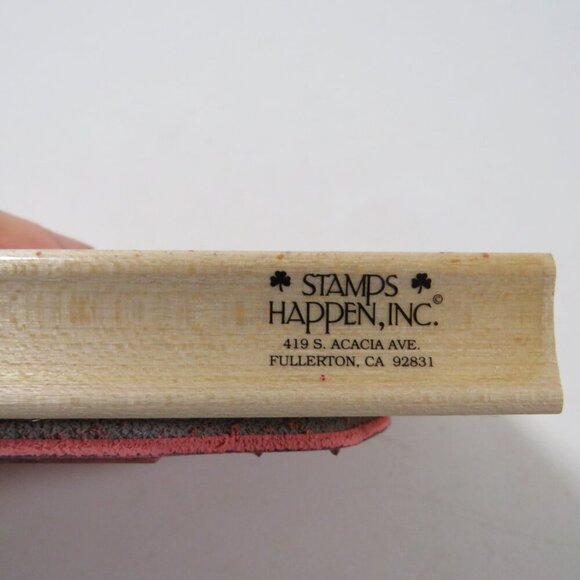 ☘ STAMPS ☘
HAPPEN, INC.©
419 S. ACACIA AVE.
FULLERTON, CA 92831